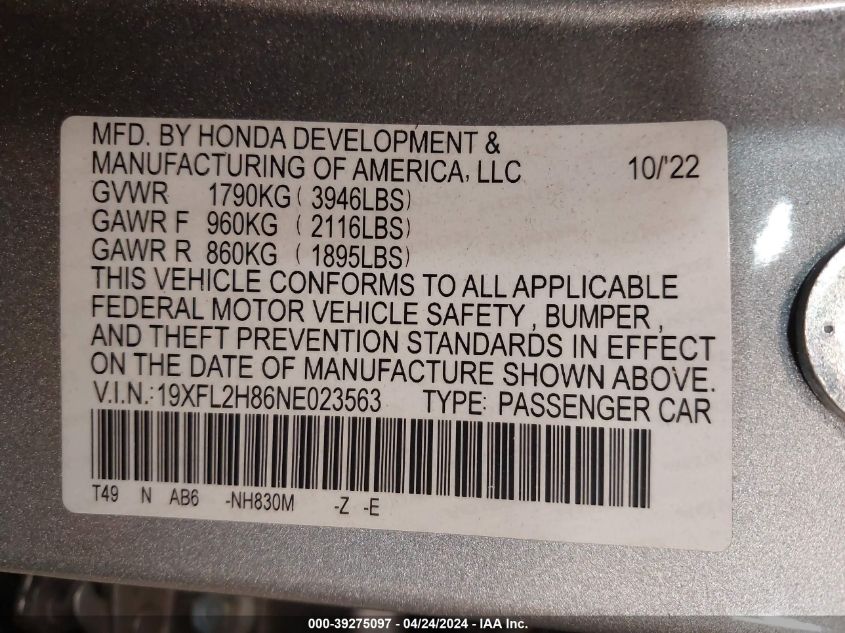 MFD. BY HONDA DEVELOPMENT &
MANUFACTURING OF AMERICA, LLC 10/'22
GVWR 1790KG ( 3946LBS)
GAWR F 960KG ( 2116LBS)
GAWR R 860KG ( 1895LBS)
THIS VEHICLE CONFORMS TO ALL APPLICABLE
FEDERAL MOTOR VEHICLE SAFETY , BUMPER ,
AND THEFT PREVENTION STANDARDS IN EFFECT
ON THE DATE OF MANUFACTURE SHOWN ABOVE.
V.I.N.:19XFL2H86NE023563 TYPE: PASSENGER CAR
T49 N AB6 -NH830M -Z -E
000-39275097 - 04/24/2024 - IAA Inc.